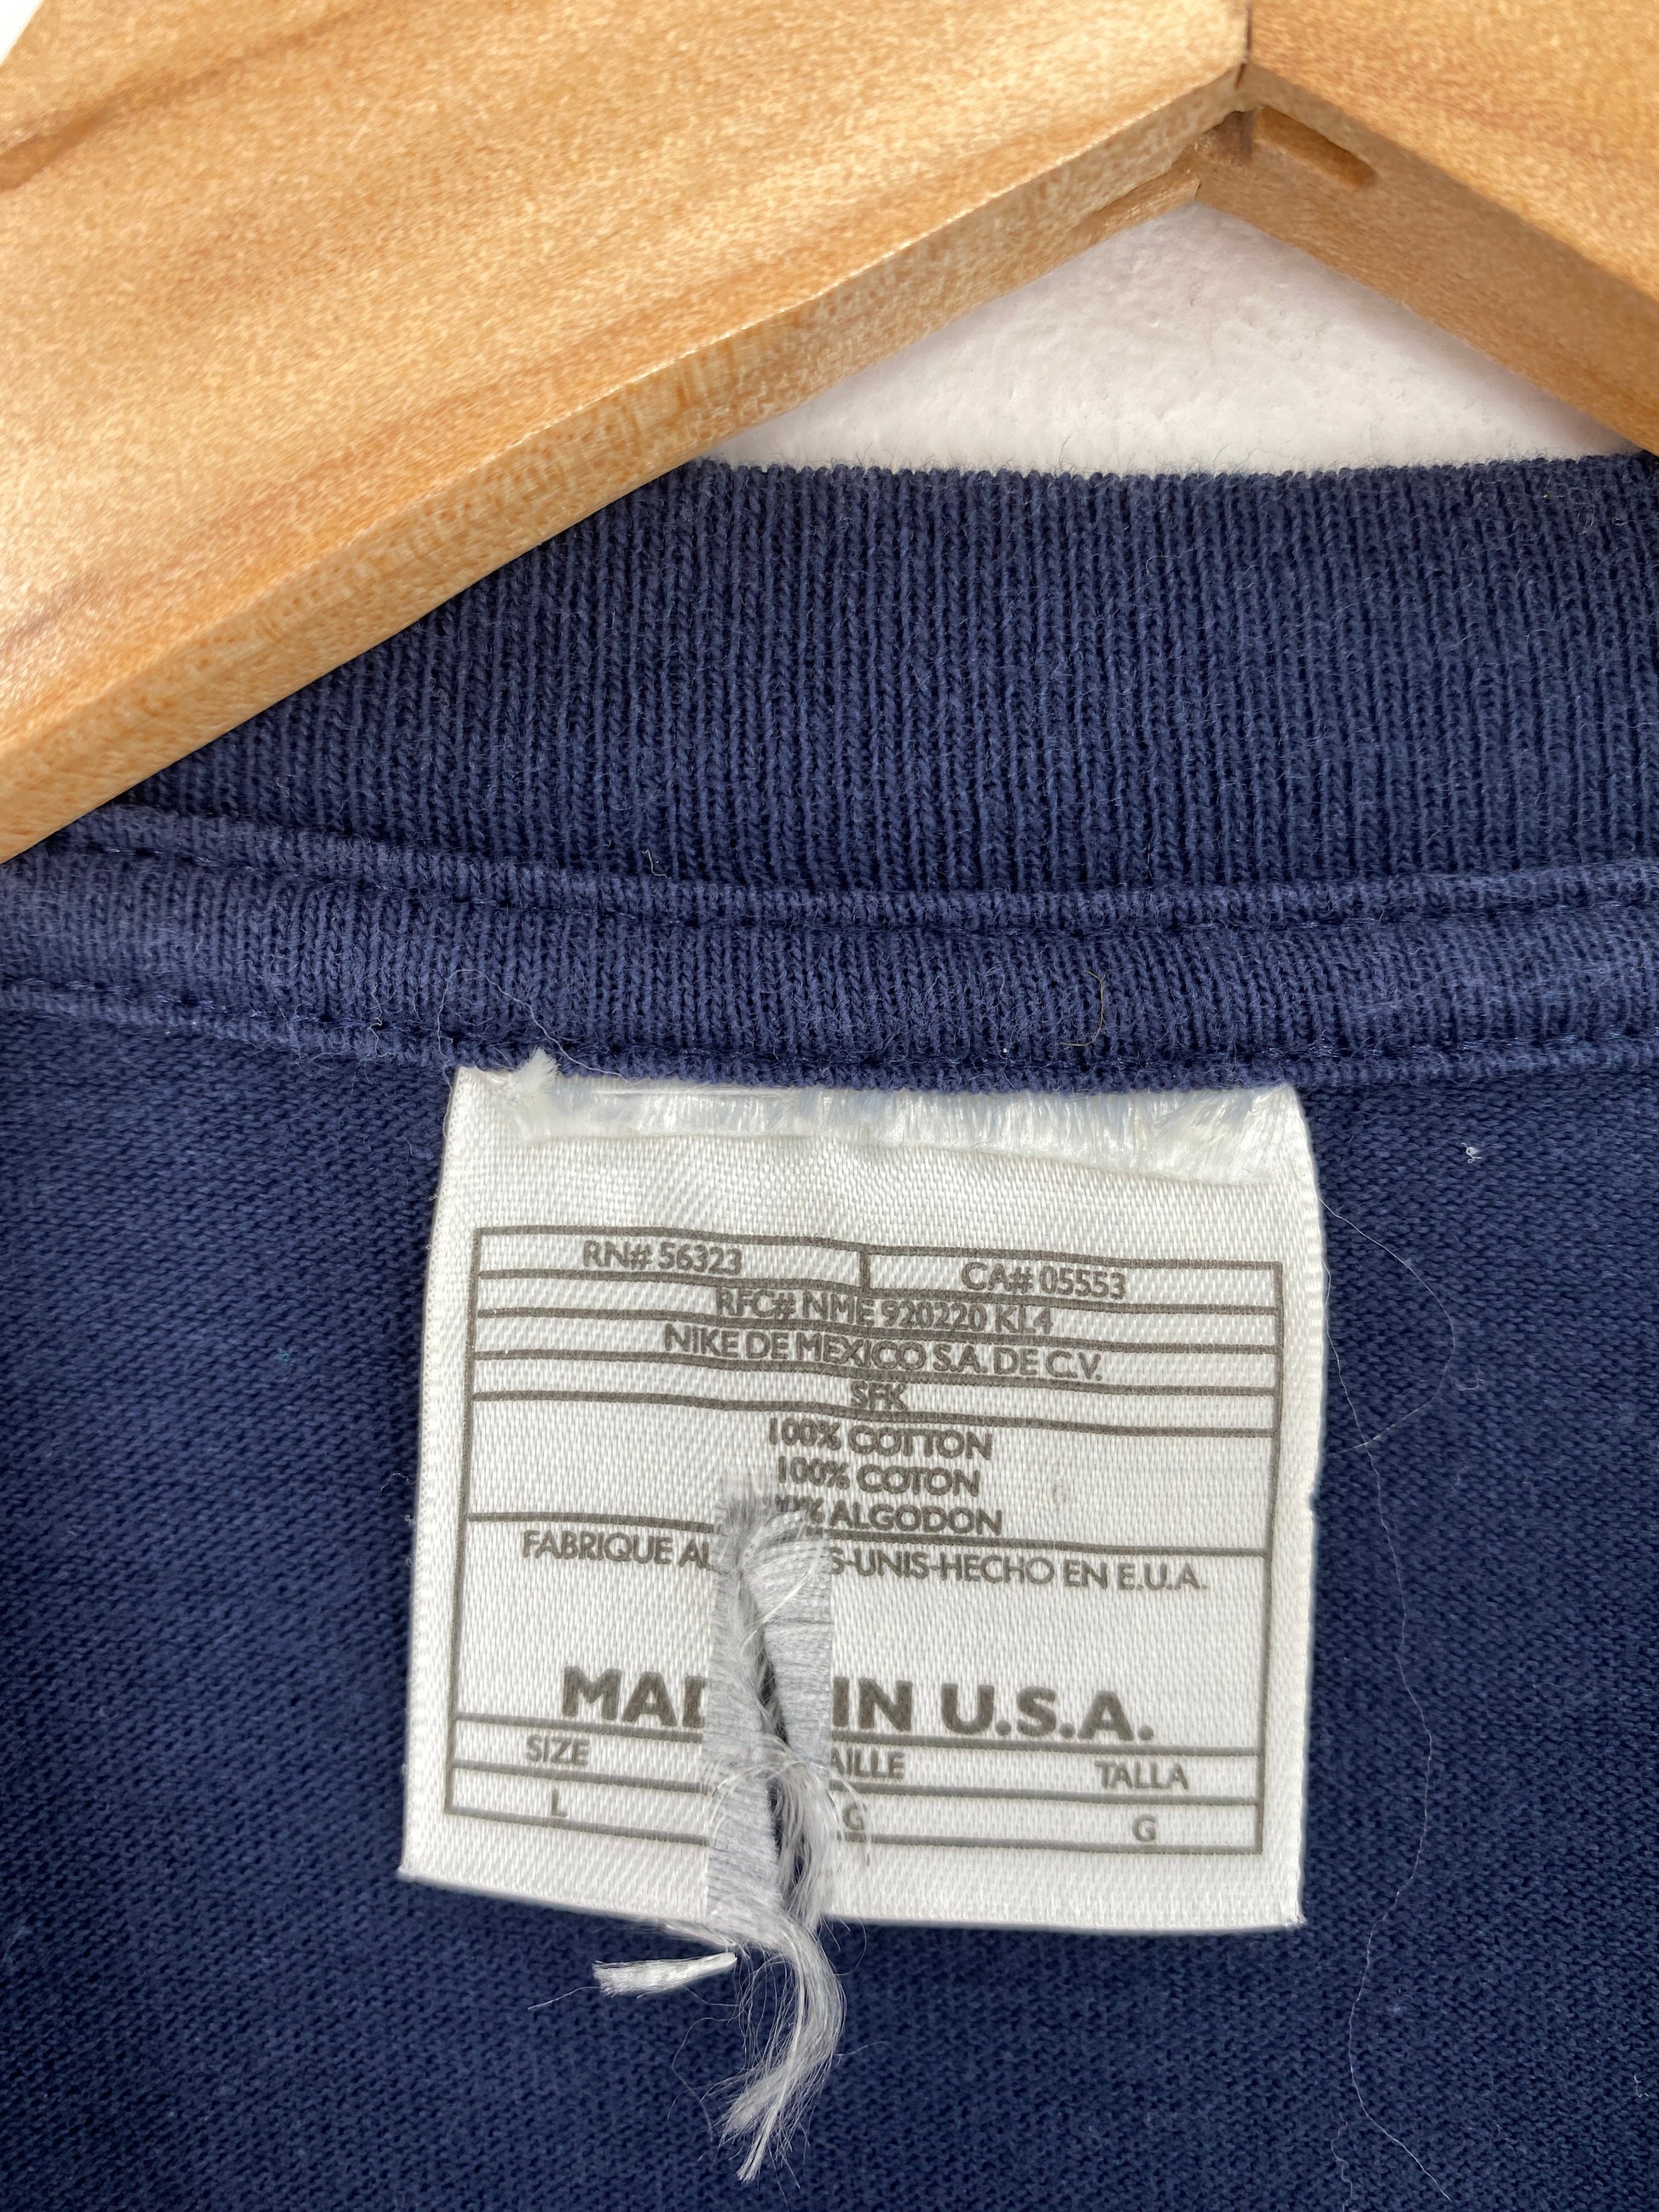 RN# 56323 CA# 05553
RFC# NME 920220 KL4
NIKE DE MEXICO S.A. DE C.V.
SFK
100% COTTON
100% COTON
% ALGODON
FABRIQUE AU S-UNIS-HECHO EN E.U.A.
MADE IN U.S.A.
SIZE AILLE TALLA
L G G